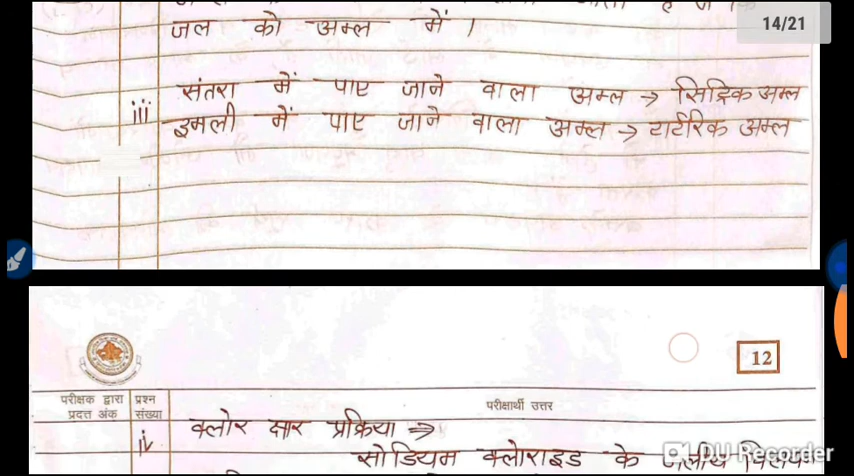 14/21
जल को अम्ल में ।
iii संतरा में पाए जाने वाला अम्ल → सिट्रिक अम्ल
इमली में पाए जाने वाला अम्ल → टार्टरिक अम्ल
12
परीक्षक द्वारा प्रदत्त अंक
प्रश्न संख्या
परीक्षार्थी उत्तर
iv क्लोर क्षार प्रक्रिया ⇒
सोडियम क्लोराइड के जलीय
DU Recorder